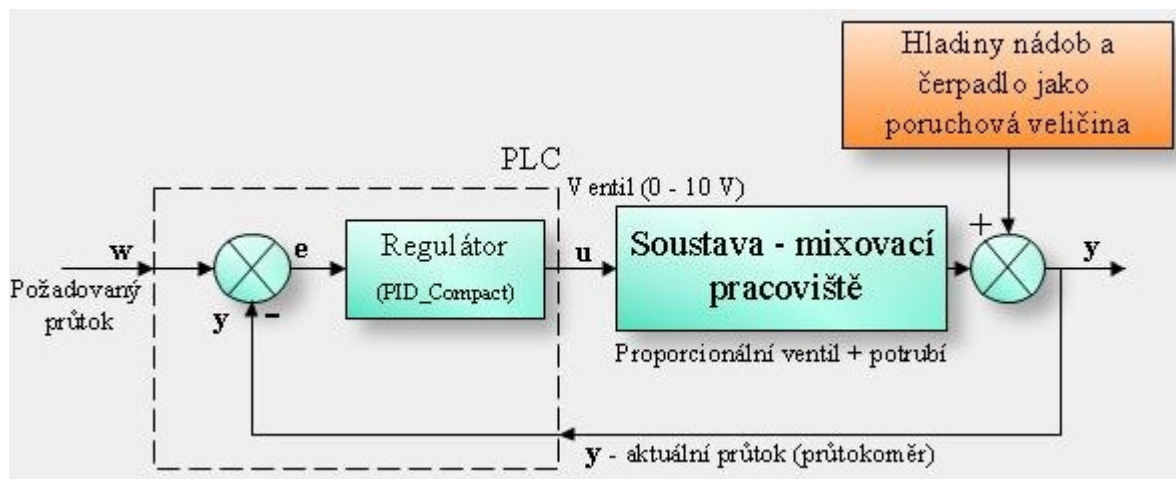 Hladiny nádob a
čerpadlo jako
poruchová veličina
PLC
Ventil (0 - 10 V)
w
Požadovaný
průtok
e
y
−
Regulátor
(PID_Compact)
u
Soustava - mixovací
pracoviště
Proporcionální ventil + potrubí
+
y
y - aktuální průtok (průtokoměr)